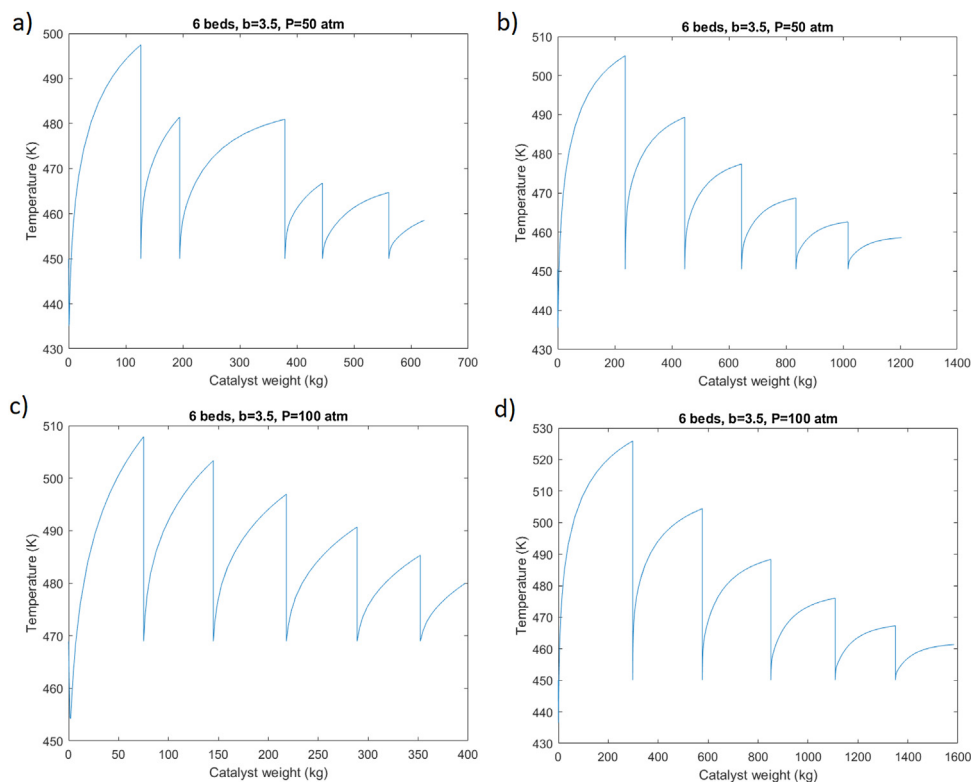 a)
6 beds, b=3.5, P=50 atm
500
490
480
470
460
450
440
430
Temperature (K)
0 100 200 300 400 500 600 700
Catalyst weight (kg)
b)
6 beds, b=3.5, P=50 atm
510
500
490
480
470
460
450
440
430
Temperature (K)
0 200 400 600 800 1000 1200 1400
Catalyst weight (kg)
c)
6 beds, b=3.5, P=100 atm
510
500
490
480
470
460
450
Temperature (K)
0 50 100 150 200 250 300 350 400
Catalyst weight (kg)
d)
6 beds, b=3.5, P=100 atm
530
520
510
500
490
480
470
460
450
440
430
Temperature (K)
0 200 400 600 800 1000 1200 1400 1600
Catalyst weight (kg)